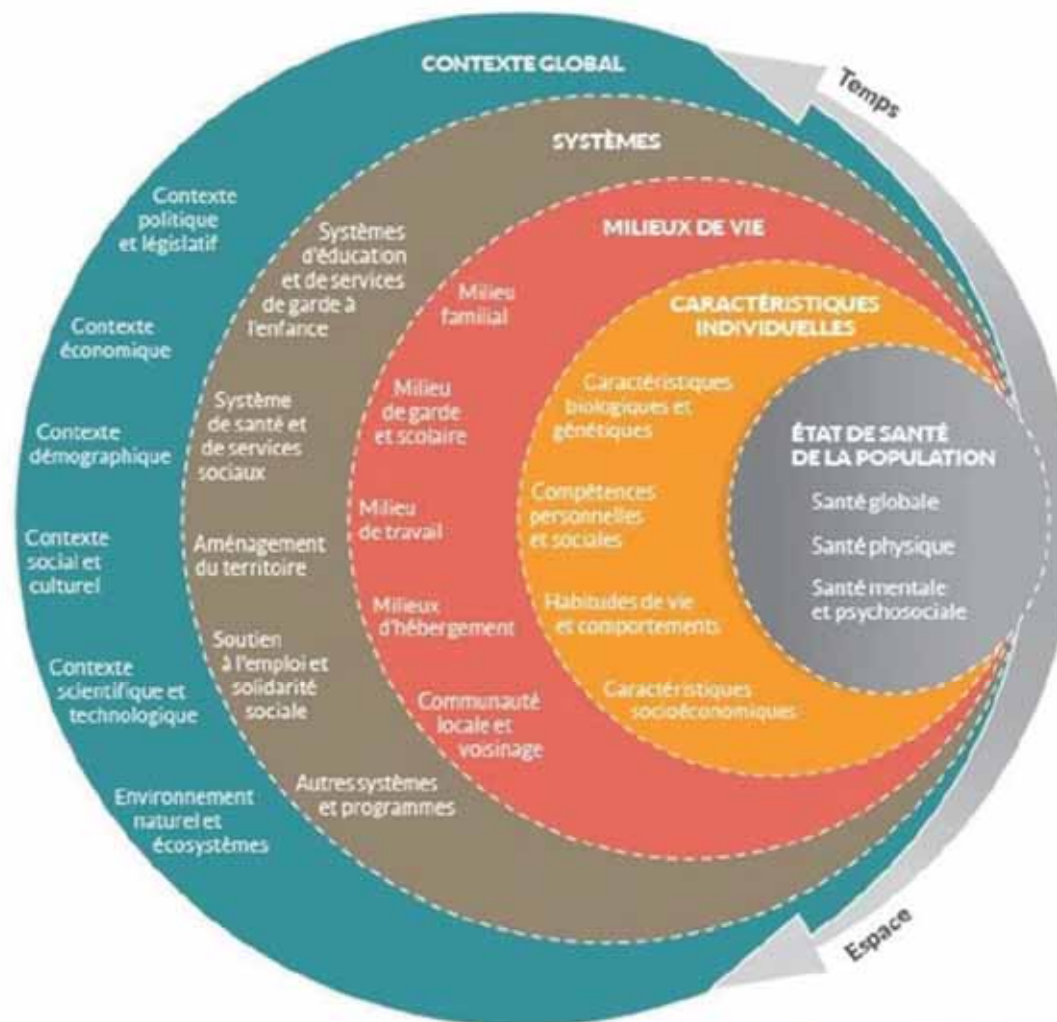 CONTEXTE GLOBAL
Temps
SYSTÈMES
MILIEUX DE VIE
CARACTÉRISTIQUES
INDIVIDUELLES
ÉTAT DE SANTÉ
DE LA POPULATION
Contexte
politique
et législatif
Contexte
économique
Contexte
démographique
Contexte
social et
culturel
Contexte
scientifique et
technologique
Environnement
naturel et
écosystèmes
Systèmes
d'éducation
et de services
de garde à
l'enfance
Système
de santé et
de services
sociaux
Aménagement
du territoire
Soutien
à l'emploi et
solidarité
sociale
Autres systèmes
et programmes
Milieu
familial
Milieu
de garde
et scolaire
Milieu
de travail
Milieux
d'hébergement
Communauté
locale et
voisinage
Caractéristiques
biologiques et
génétiques
Compétences
personnelles
et sociales
Habitudes de vie
et comportements
Caractéristiques
socioéconomiques
Santé globale
Santé physique
Santé mentale
et psychosociale
Espace